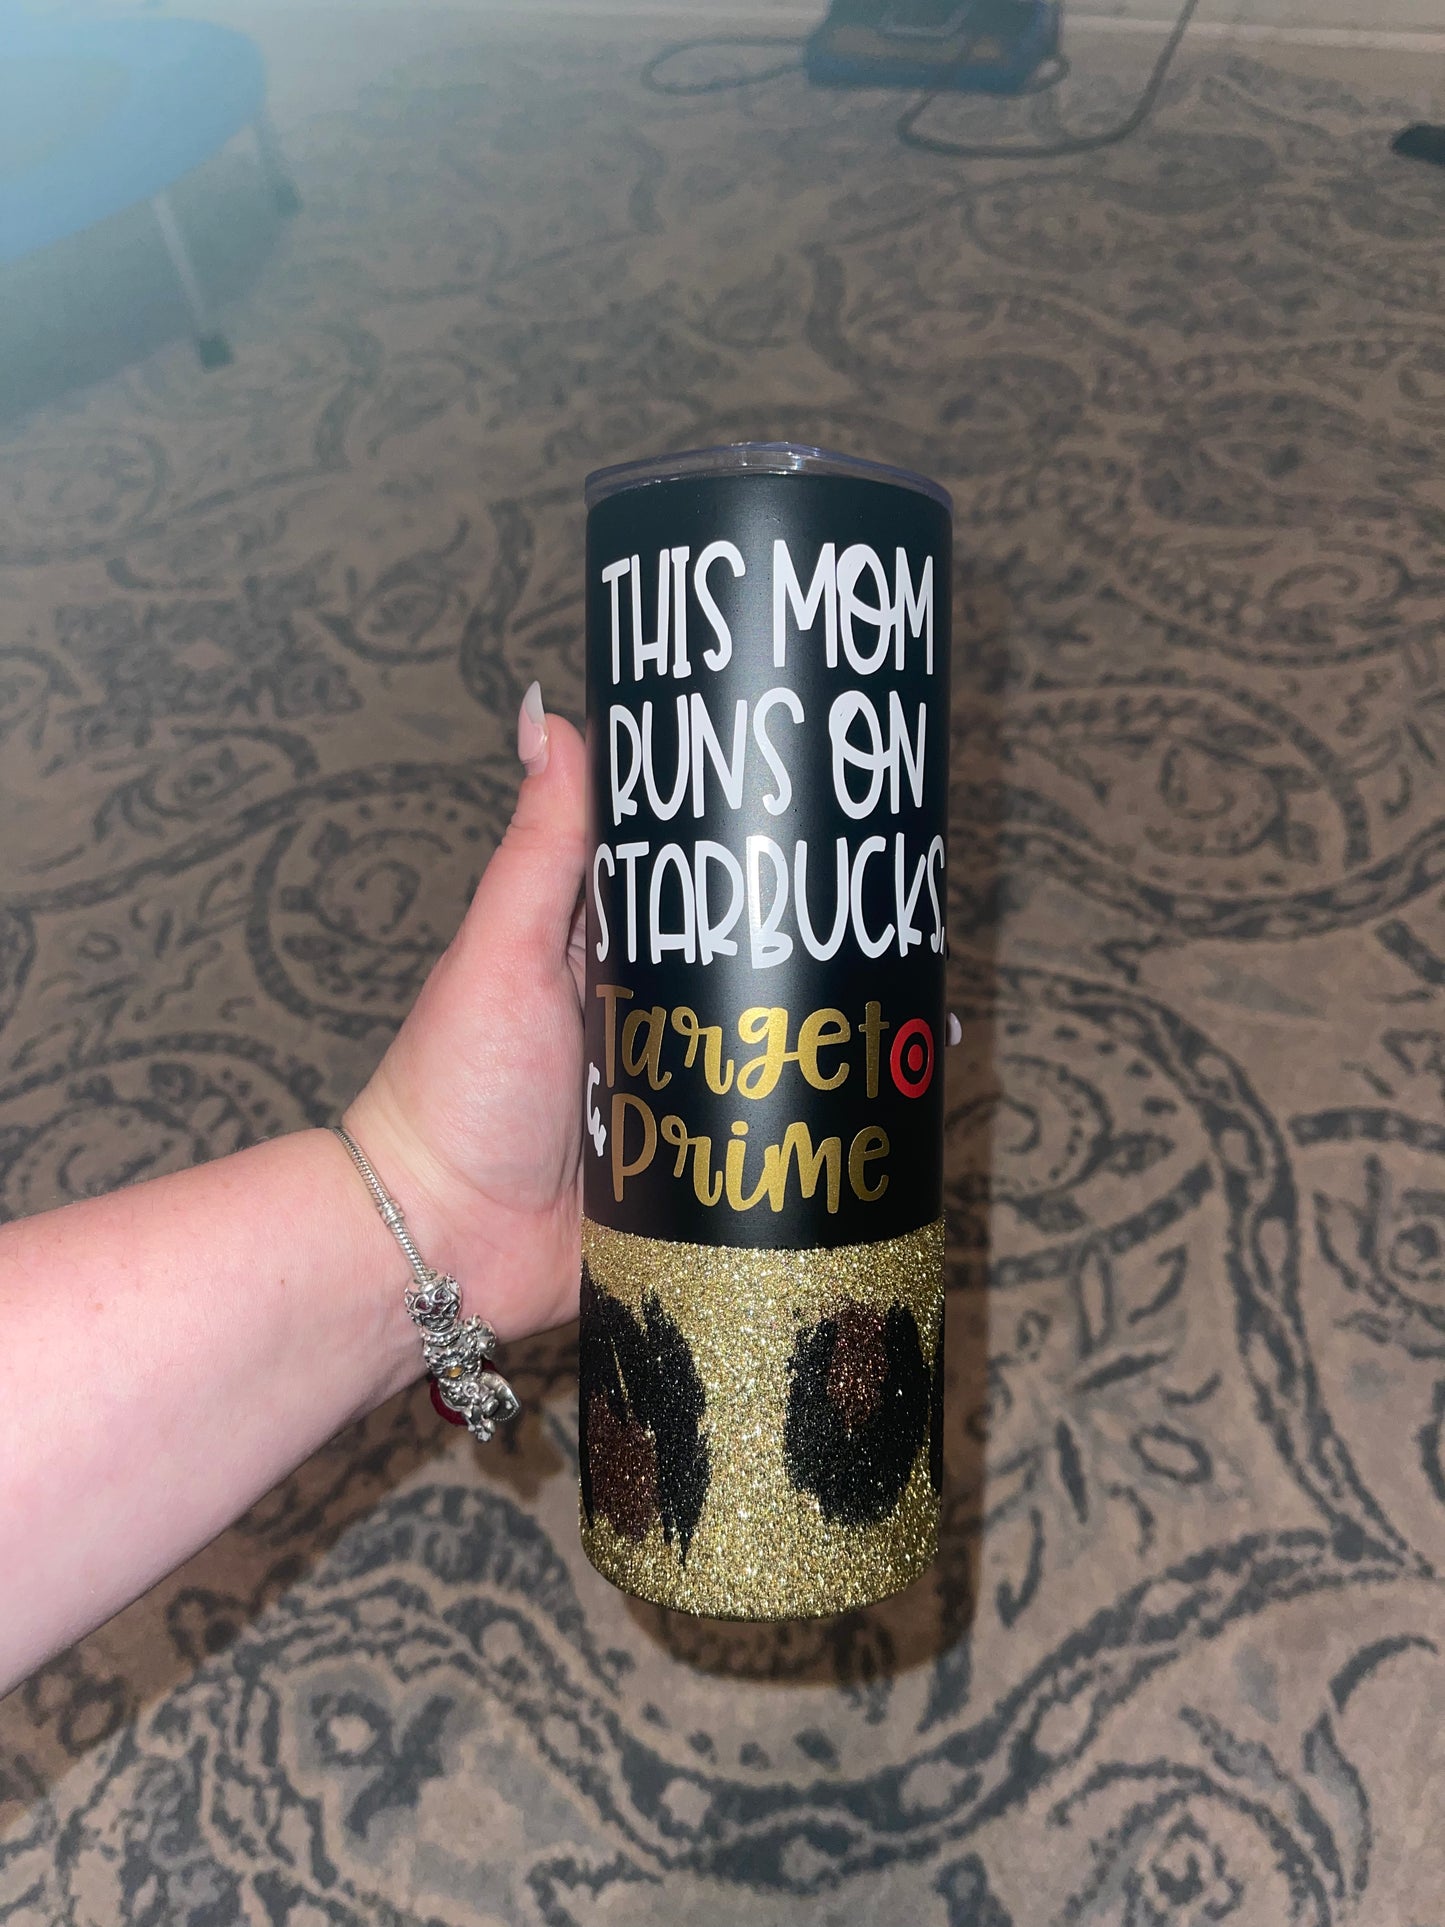 THIS MOM
RUNS ON
STARBUCKS,
Target
& Prime